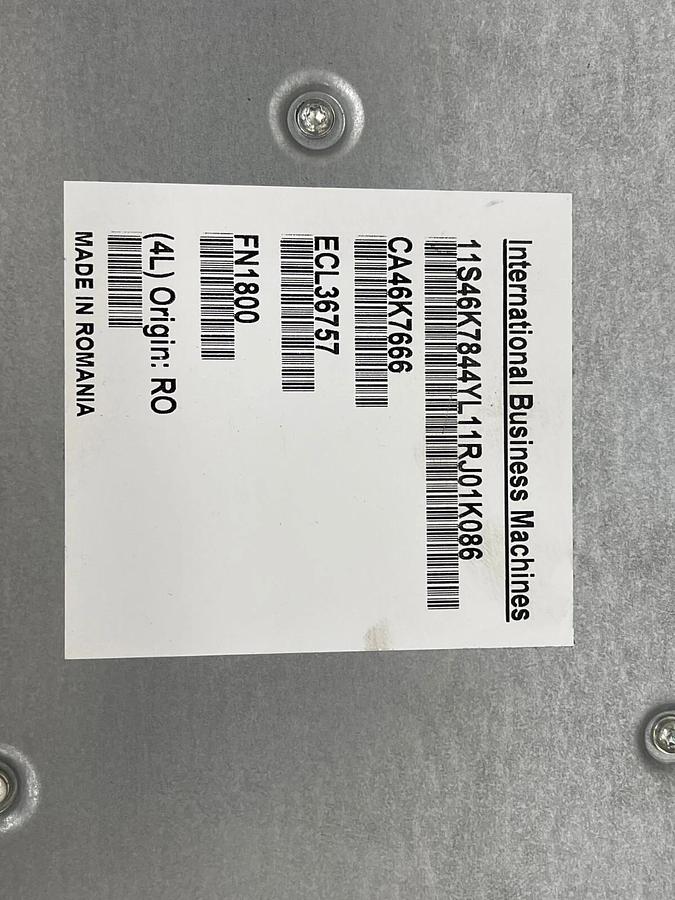 International Business Machines
11S46K7844YL11RJ01K086
CA46K7666
ECL36757
FN1800
(4L) Origin: RO
MADE IN ROMANIA